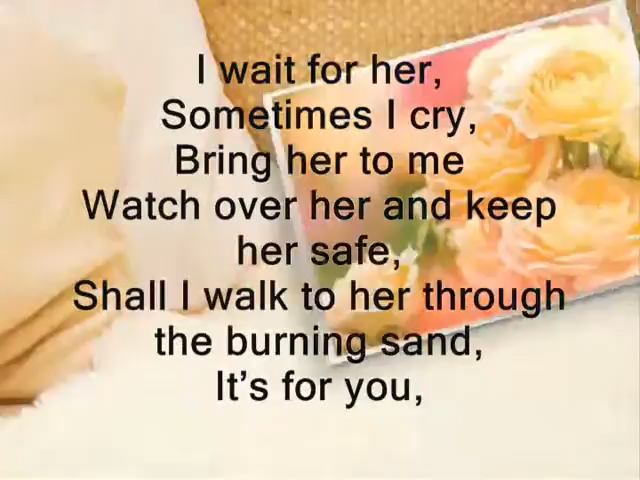 I wait for her,
Sometimes I cry,
Bring her to me
Watch over her and keep
her safe,
Shall I walk to her through
the burning sand,
It’s for you,